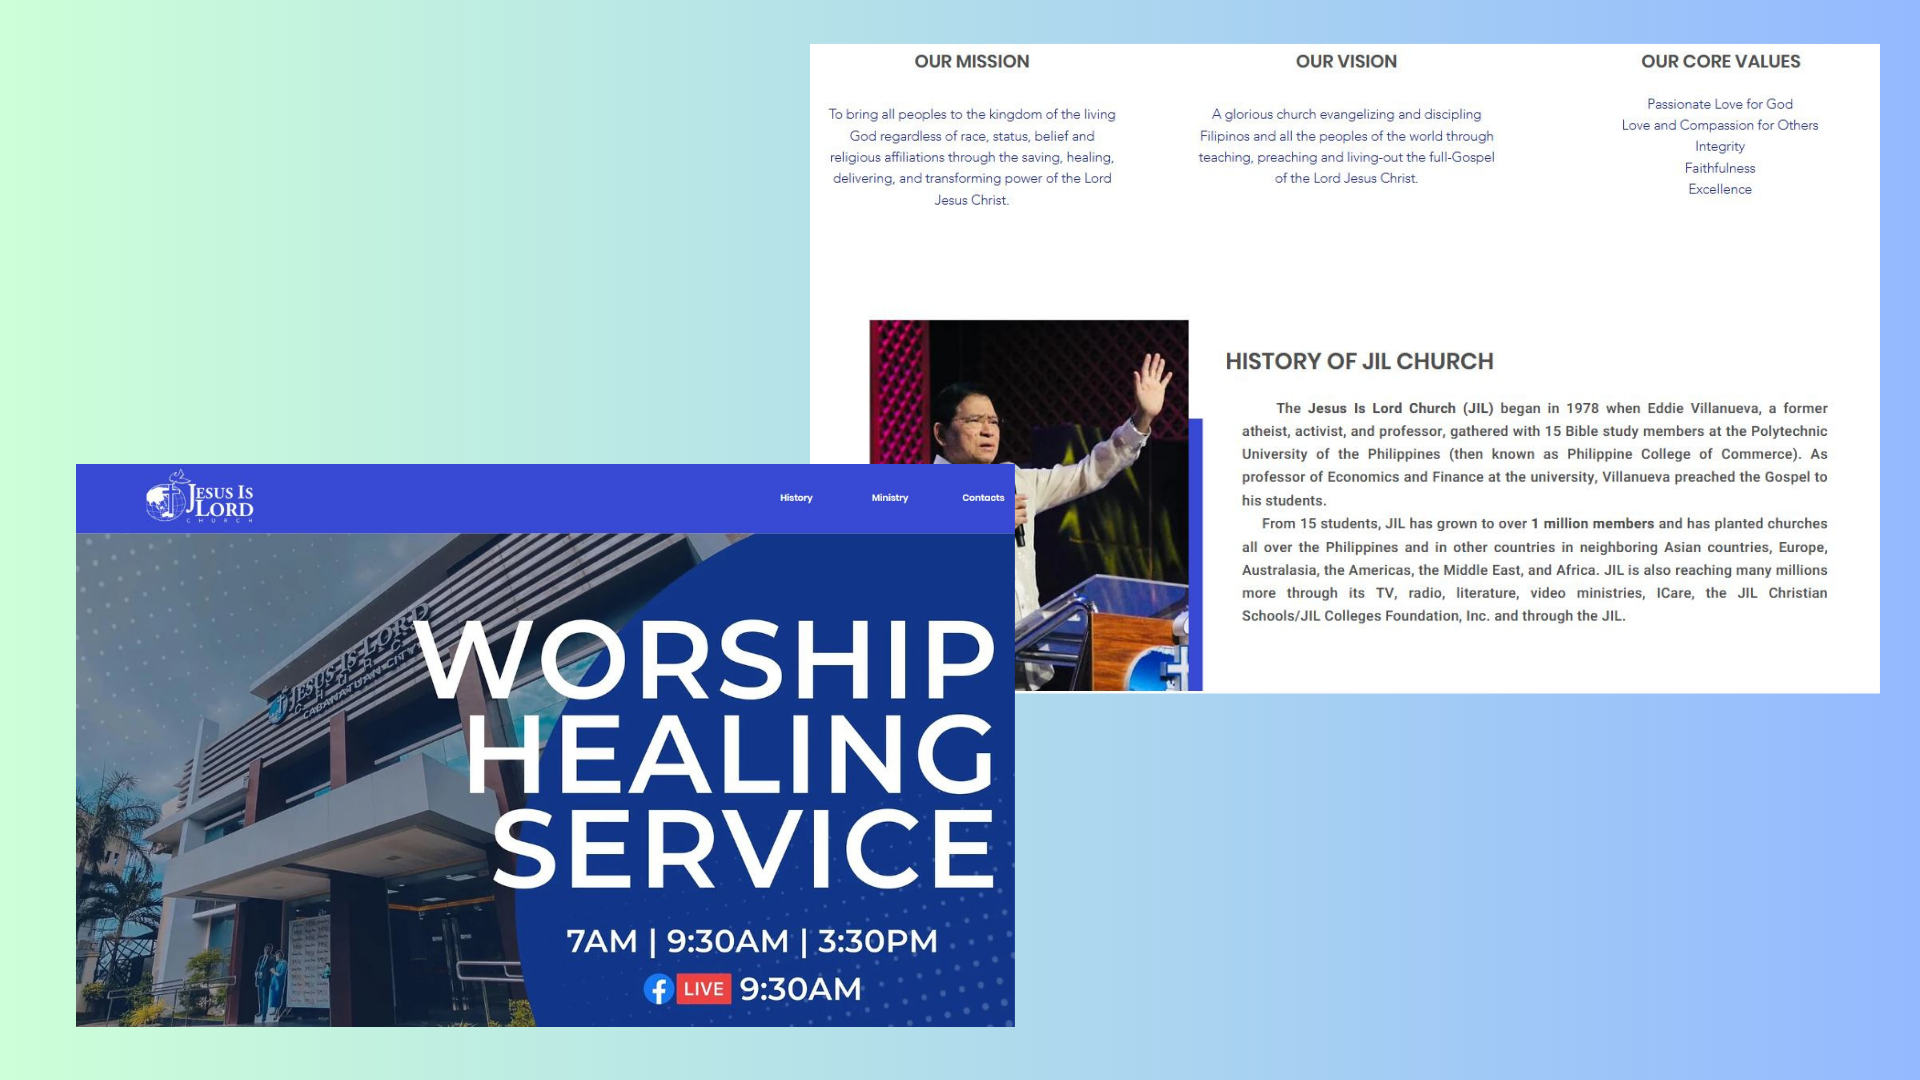 OUR MISSION
To bring all peoples to the kingdom of the living
God regardless of race, status, belief and
religious affiliations through the saving, healing,
delivering, and transforming power of the Lord
Jesus Christ.
OUR VISION
A glorious church evangelizing and discipling
Filipinos and all the peoples of the world through
teaching, preaching and living-out the full-Gospel
of the Lord Jesus Christ.
OUR CORE VALUES
Passionate Love for God
Love and Compassion for Others
Integrity
Faithfulness
Excellence
HISTORY OF JIL CHURCH
The Jesus Is Lord Church (JIL) began in 1978 when Eddie Villanueva, a former
atheist, activist, and professor, gathered with 15 Bible study members at the Polytechnic
University of the Philippines (then known as Philippine College of Commerce). As
professor of Economics and Finance at the university, Villanueva preached the Gospel to
his students.
From 15 students, JIL has grown to over 1 million members and has planted churches
all over the Philippines and in other countries in neighboring Asian countries, Europe,
Australasia, the Americas, the Middle East, and Africa. JIL is also reaching many millions
more through its TV, radio, literature, video ministries, ICare, the JIL Christian
Schools/JIL Colleges Foundation, Inc. and through the JIL.
JESUS IS
LORD
CHURCH
History Ministry Contacts
JESUS IS LORD
CHURCH
CABANATUAN CITY
WORSHIP
HEALING
SERVICE
7AM | 9:30AM | 3:30PM
LIVE 9:30AM